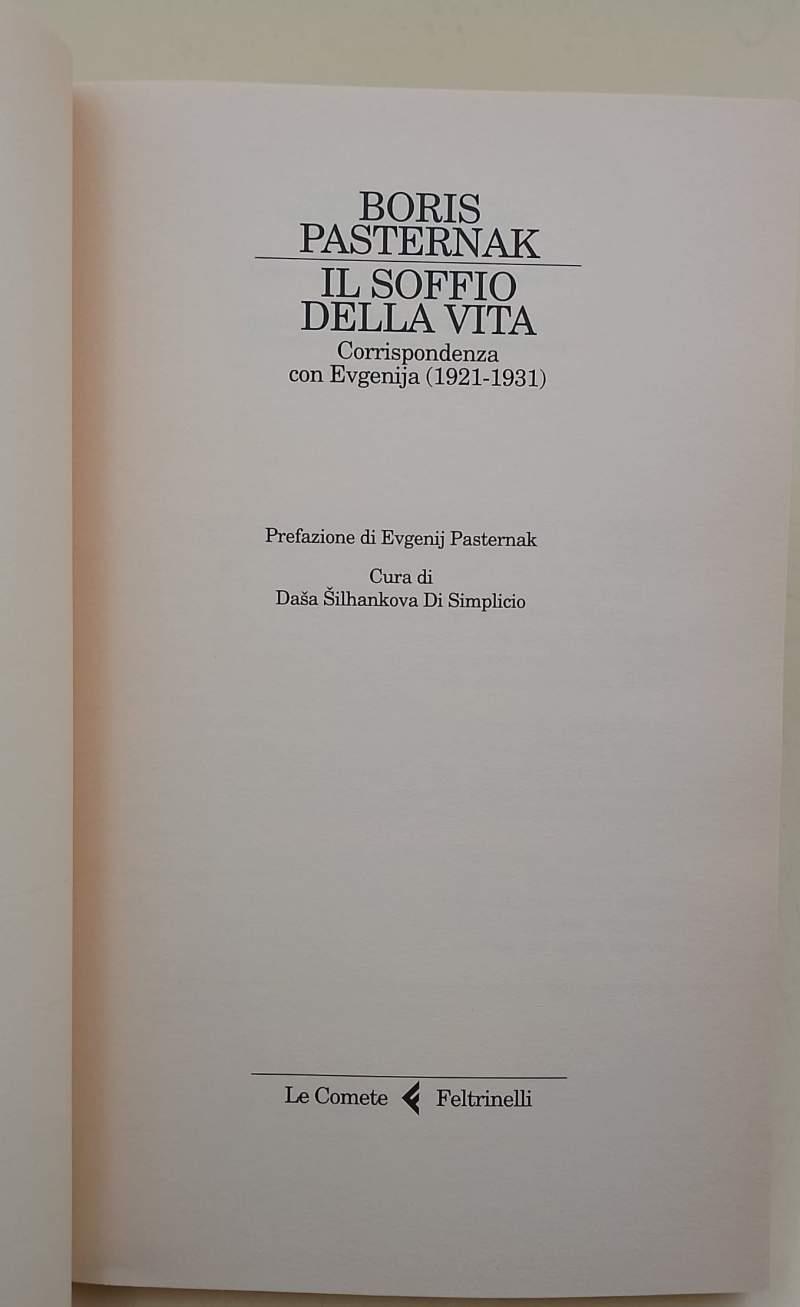 BORIS
PASTERNAK
IL SOFFIO
DELLA VITA
Corrispondenza
con Evgenija (1921-1931)
Prefazione di Evgenij Pasternak
Cura di
Daša Šilhankova Di Simplicio
Le Comete Feltrinelli